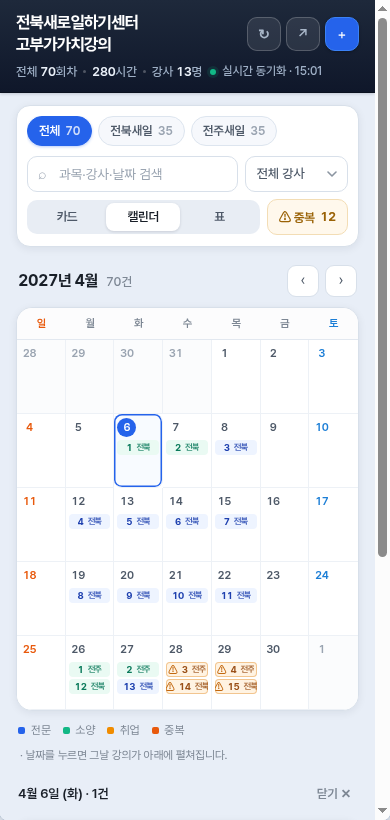 전북새로일하기센터
고부가가치강의
↻ ↗ +
전체 70회차 • 280시간 • 강사 13명 실시간 동기화 · 15:01
전체 70 전북새일 35 전주새일 35
과목·강사·날짜 검색 전체 강사
카드 캘린더 표 중복 12
2027년 4월 70건 ‹ ›
일 월 화 수 목 금 토
28 29 30 31 1 2 3
4 5 6 7 8 9 10
1 전북 2 전북 3 전북
11 12 13 14 15 16 17
4 전북 5 전북 6 전북 7 전북
18 19 20 21 22 23 24
8 전북 9 전북 10 전북 11 전북
25 26 27 28 29 30 1
1 전주 2 전주 3 전주 4 전주
12 전북 13 전북 14 전북 15 전북
전문 소양 취업 중복
· 날짜를 누르면 그날 강의가 아래에 펼쳐집니다.
4월 6일 (화) · 1건 닫기 ✕